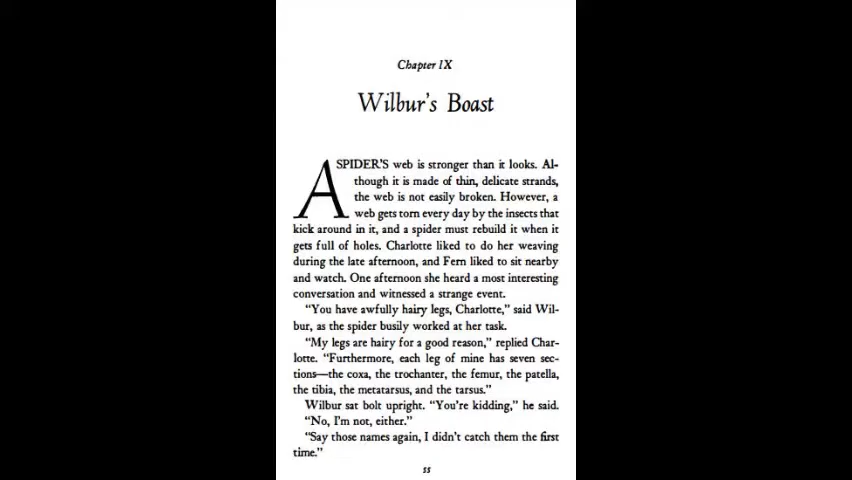 Chapter IX
Wilbur's Boast
A SPIDER'S web is stronger than it looks. Al-
though it is made of thin, delicate strands,
the web is not easily broken. However, a
web gets torn every day by the insects that
kick around in it, and a spider must rebuild it when it
gets full of holes. Charlotte liked to do her weaving
during the late afternoon, and Fern liked to sit nearby
and watch. One afternoon she heard a most interesting
conversation and witnessed a strange event.
"You have awfully hairy legs, Charlotte," said Wil-
bur, as the spider busily worked at her task.
"My legs are hairy for a good reason," replied Char-
lotte. "Furthermore, each leg of mine has seven sec-
tions—the coxa, the trochanter, the femur, the patella,
the tibia, the metatarsus, and the tarsus."
Wilbur sat bolt upright. "You're kidding," he said.
"No, I'm not, either."
"Say those names again, I didn't catch them the first
time."
55